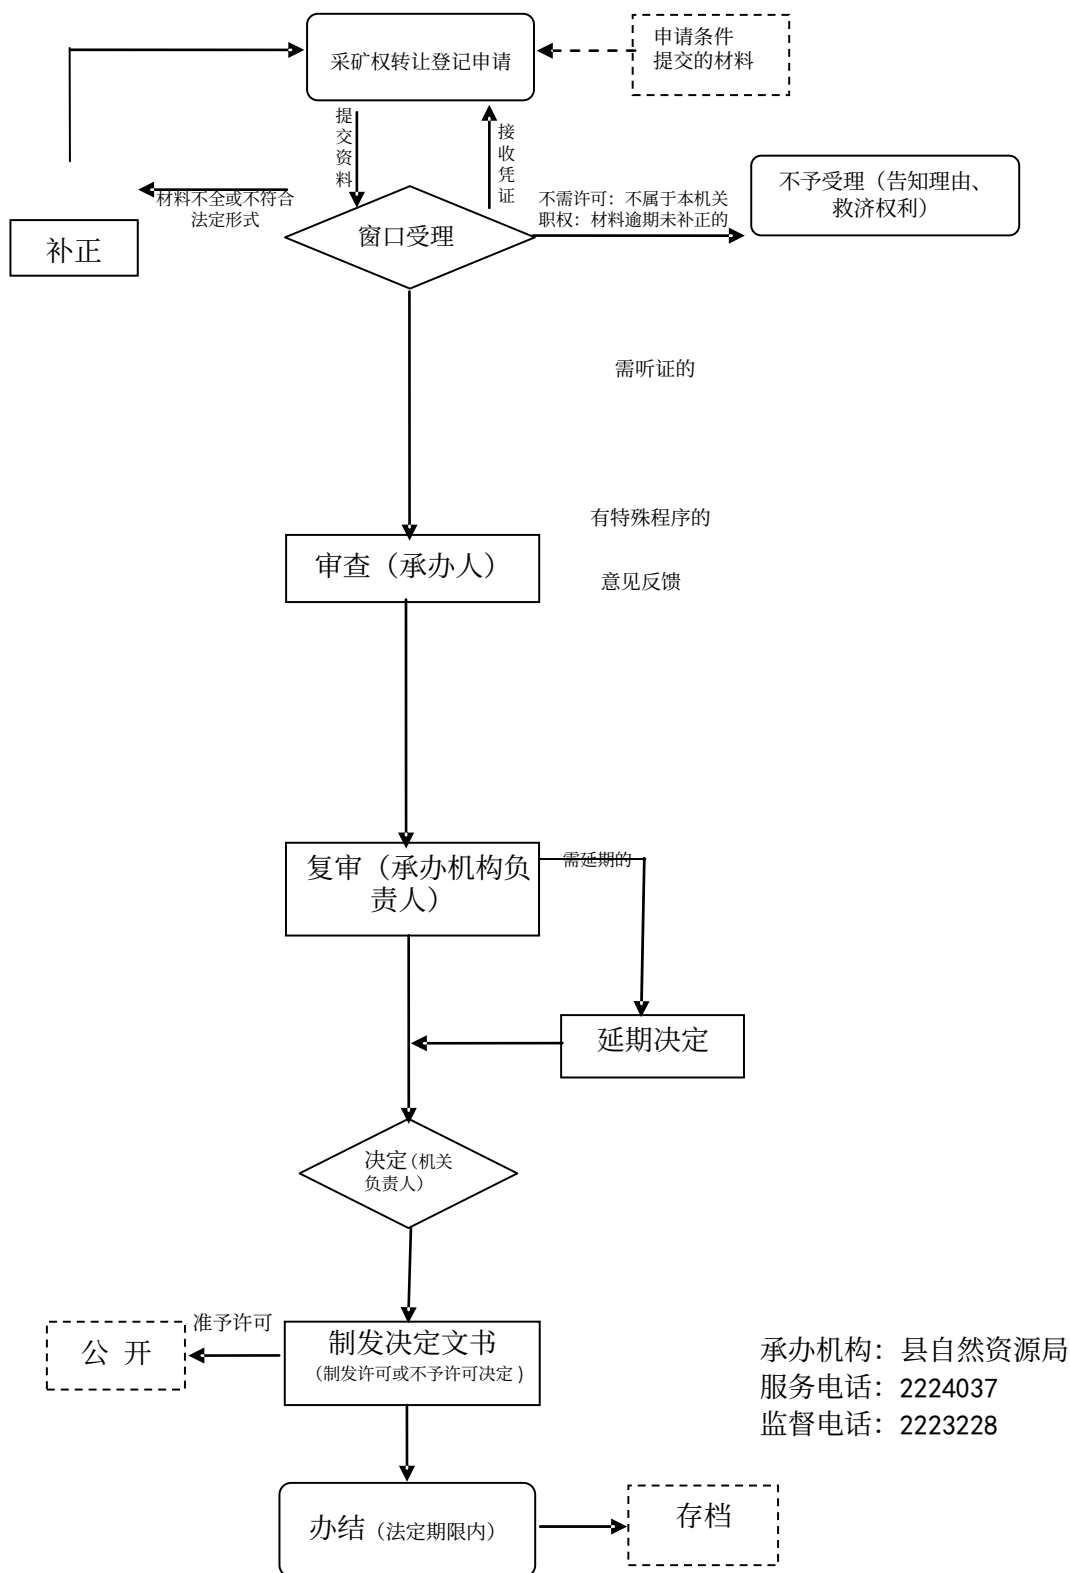 采矿权转让登记申请
申请条件
提交的材料
提交资料
接收凭证
材料不全或不符合
法定形式
补正
窗口受理
不需许可：不属于本机关
职权：材料逾期未补正的
不予受理（告知理由、
救济权利）
需听证的
有特殊程序的
审查（承办人）
意见反馈
复审（承办机构负
责人）
需延期的
延期决定
决定（机关
负责人）
准予许可
公 开
制发决定文书
（制发许可或不予许可决定）
承办机构：县自然资源局
服务电话：2224037
监督电话：2223228
办结（法定期限内）
存档